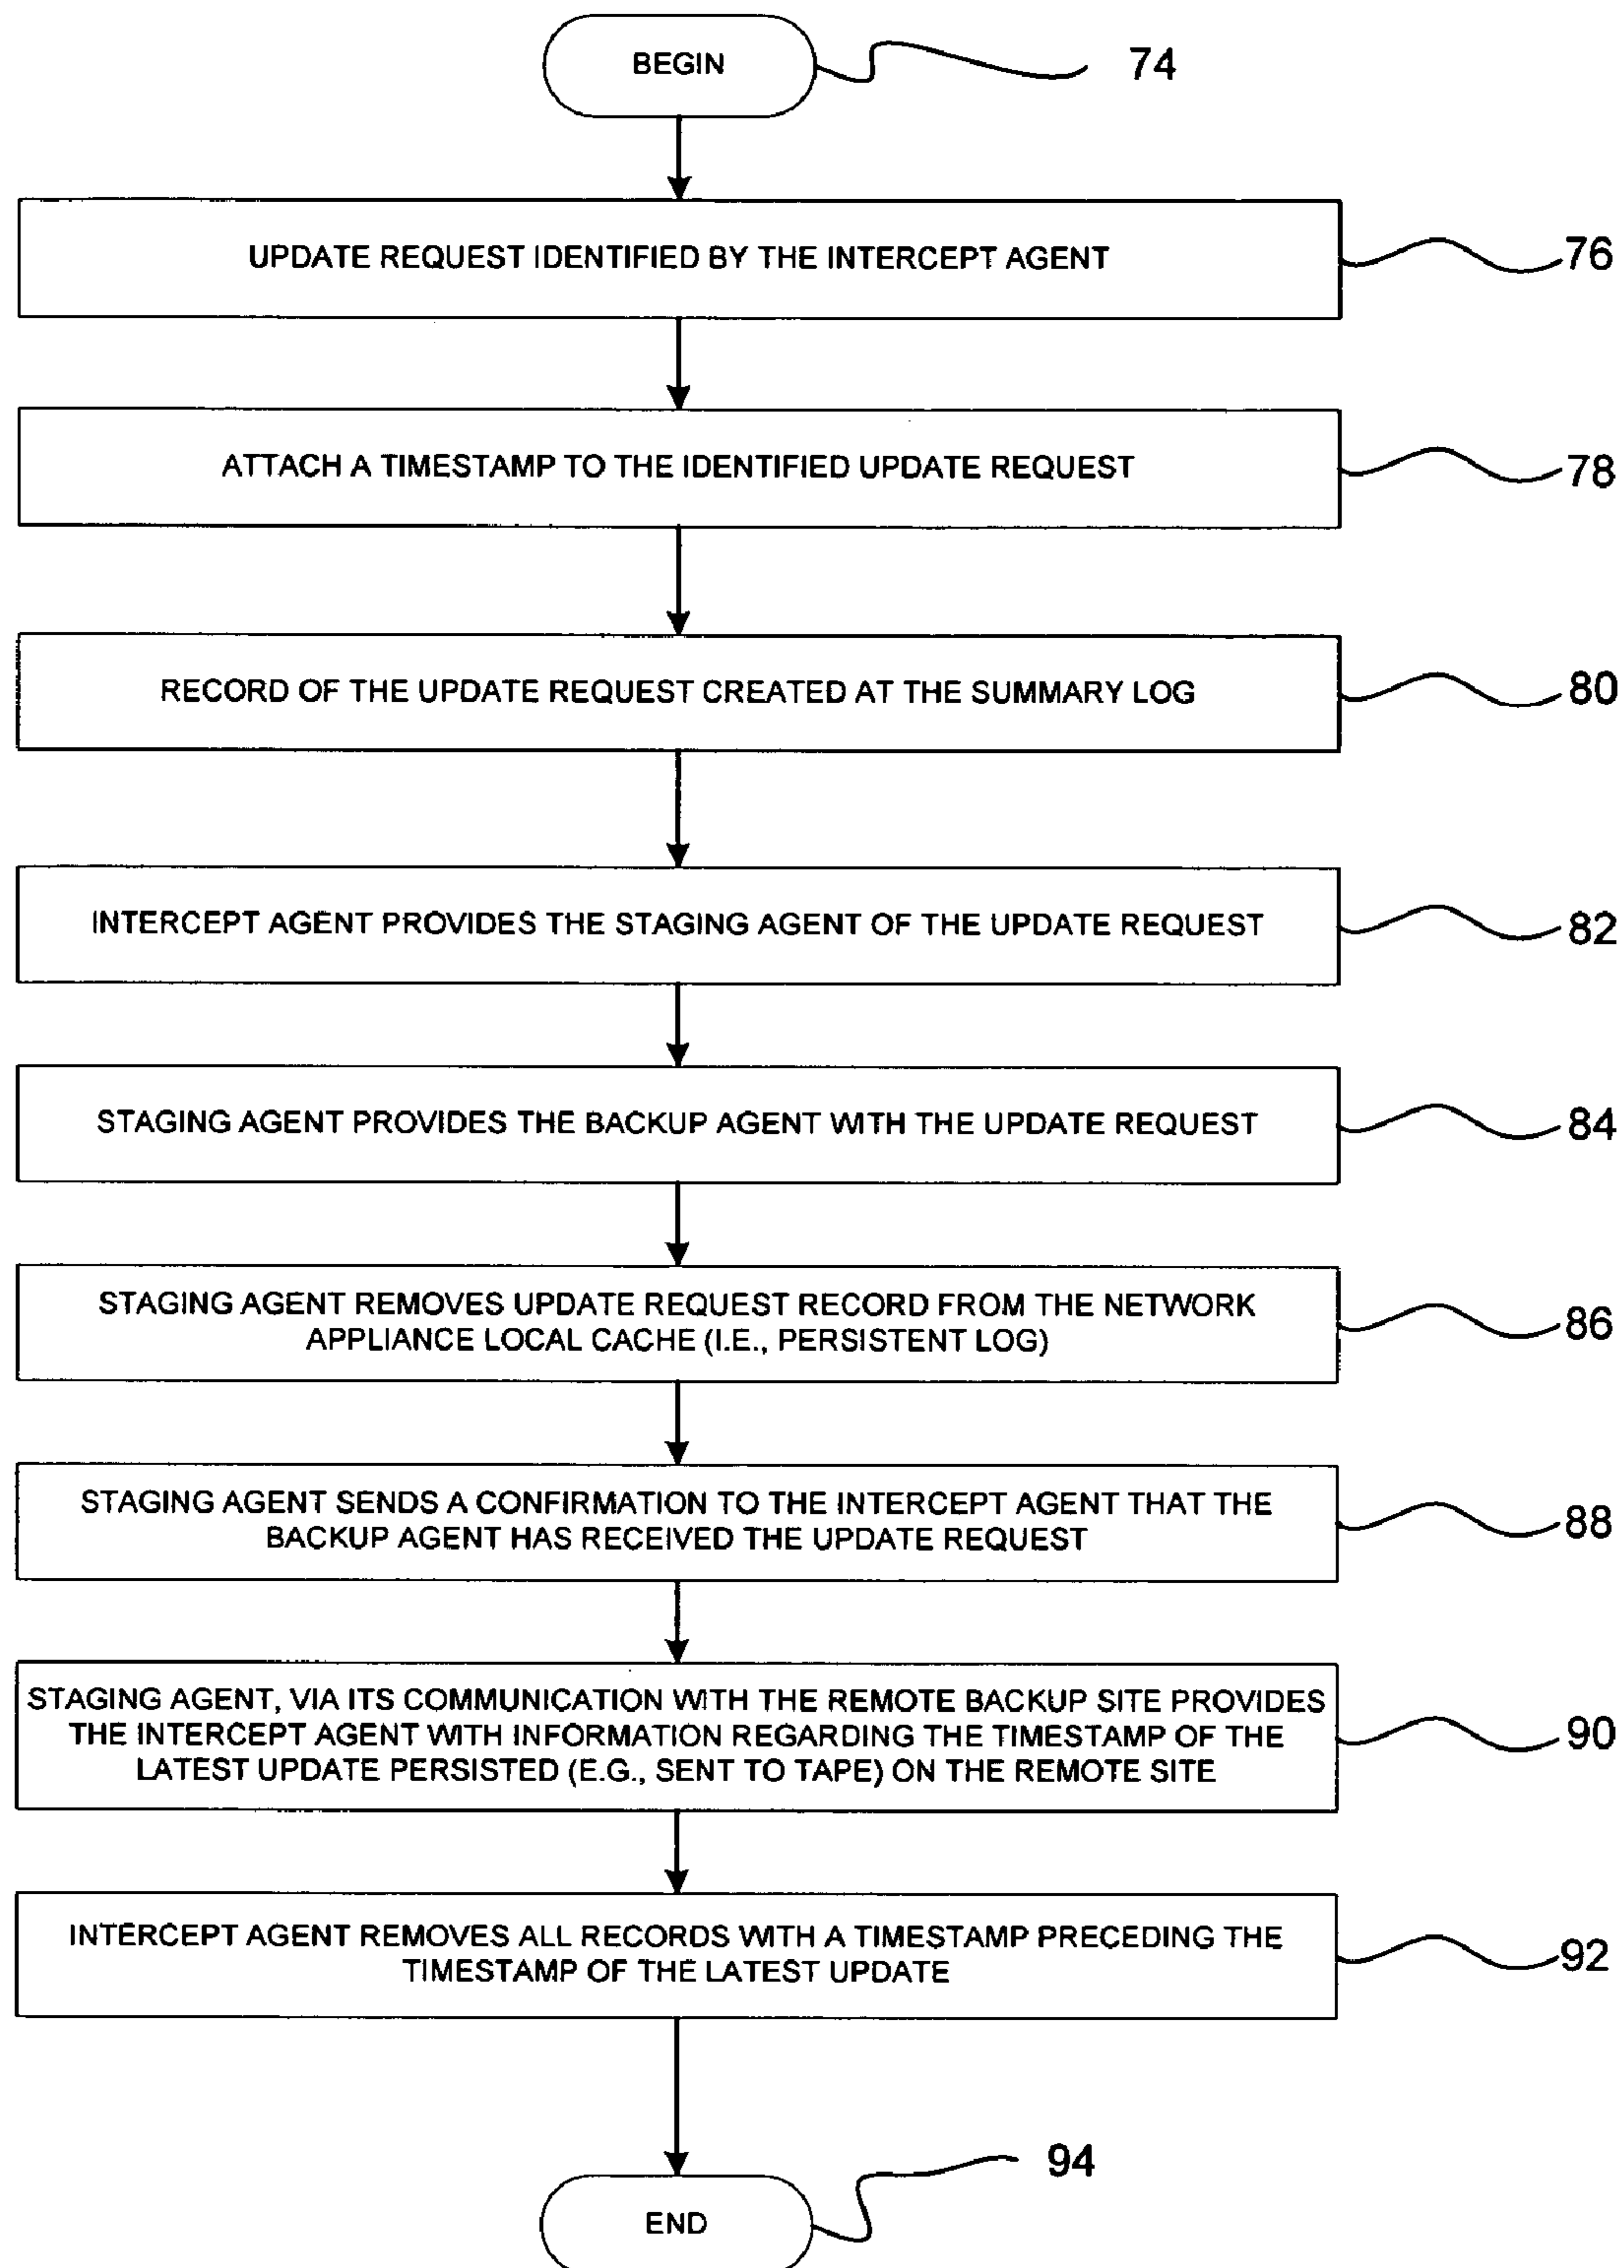 BEGIN
74
UPDATE REQUEST IDENTIFIED BY THE INTERCEPT AGENT
76
ATTACH A TIMESTAMP TO THE IDENTIFIED UPDATE REQUEST
78
RECORD OF THE UPDATE REQUEST CREATED AT THE SUMMARY LOG
80
INTERCEPT AGENT PROVIDES THE STAGING AGENT OF THE UPDATE REQUEST
82
STAGING AGENT PROVIDES THE BACKUP AGENT WITH THE UPDATE REQUEST
84
STAGING AGENT REMOVES UPDATE REQUEST RECORD FROM THE NETWORK
APPLIANCE LOCAL CACHE (I.E., PERSISTENT LOG)
86
STAGING AGENT SENDS A CONFIRMATION TO THE INTERCEPT AGENT THAT THE
BACKUP AGENT HAS RECEIVED THE UPDATE REQUEST
88
STAGING AGENT, VIA ITS COMMUNICATION WITH THE REMOTE BACKUP SITE PROVIDES
THE INTERCEPT AGENT WITH INFORMATION REGARDING THE TIMESTAMP OF THE
LATEST UPDATE PERSISTED (E.G., SENT TO TAPE) ON THE REMOTE SITE
90
INTERCEPT AGENT REMOVES ALL RECORDS WITH A TIMESTAMP PRECEDING THE
TIMESTAMP OF THE LATEST UPDATE
92
94
END